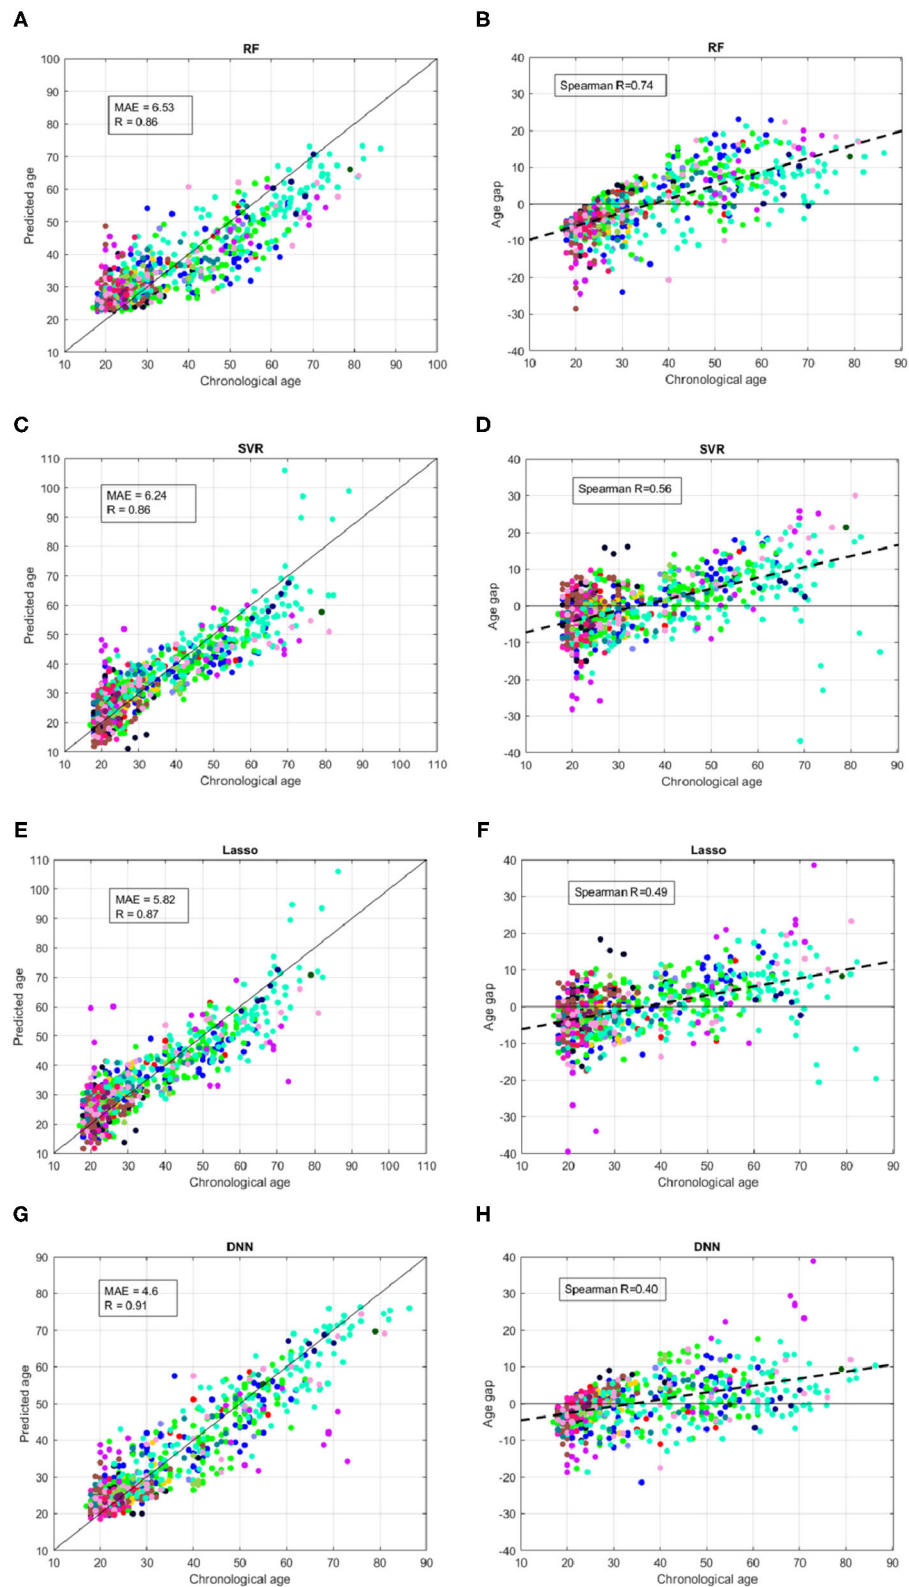 A
RF
100
90
80
70
60
50
40
30
20
10
MAE = 6.53
R = 0.86
Predicted age
10 20 30 40 50 60 70 80 90 100
Chronological age
B
RF
40
30
20
10
0
-10
-20
-30
-40
Spearman R=0.74
Age gap
10 20 30 40 50 60 70 80 90
Chronological age
C
SVR
110
100
90
80
70
60
50
40
30
20
10
MAE = 6.24
R = 0.86
Predicted age
10 20 30 40 50 60 70 80 90 100 110
Chronological age
D
SVR
40
30
20
10
0
-10
-20
-30
-40
Spearman R=0.56
Age gap
10 20 30 40 50 60 70 80 90
Chronological age
E
Lasso
110
100
90
80
70
60
50
40
30
20
10
MAE = 5.82
R = 0.87
Predicted age
10 20 30 40 50 60 70 80 90 100 110
Chronological age
F
Lasso
40
30
20
10
0
-10
-20
-30
-40
Spearman R=0.49
Age gap
10 20 30 40 50 60 70 80 90
Chronological age
G
DNN
90
80
70
60
50
40
30
20
10
MAE = 4.6
R = 0.91
Predicted age
10 20 30 40 50 60 70 80 90
Chronological age
H
DNN
40
30
20
10
0
-10
-20
-30
-40
Spearman R=0.40
Age gap
10 20 30 40 50 60 70 80 90
Chronological age